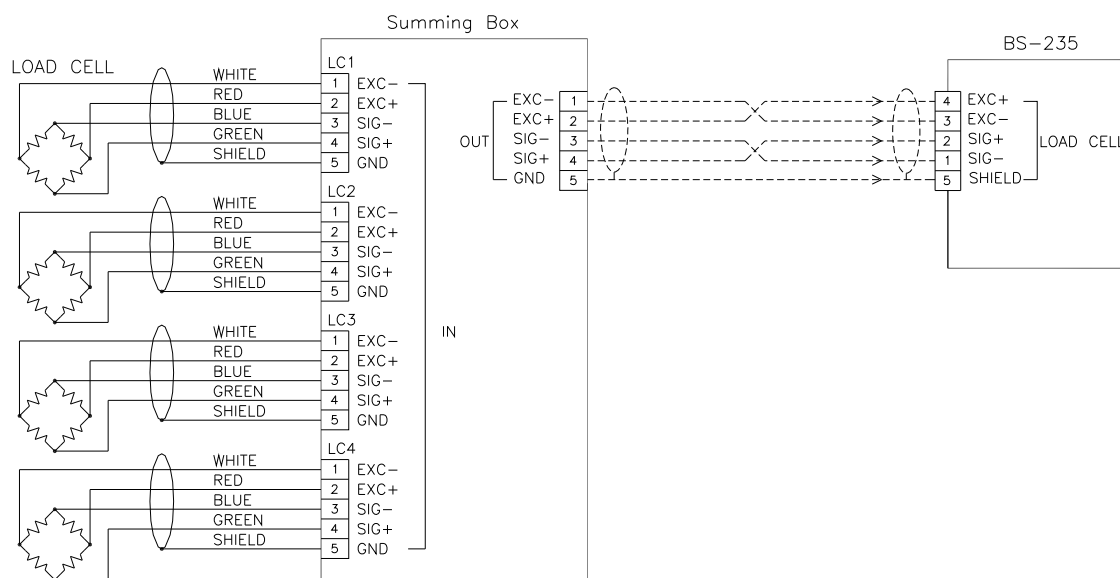 Summing Box
BS-235
LOAD CELL
LC1
WHITE 1 EXC-
RED 2 EXC+
BLUE 3 SIG-
GREEN 4 SIG+
SHIELD 5 GND
LC2
WHITE 1 EXC-
RED 2 EXC+
BLUE 3 SIG-
GREEN 4 SIG+
SHIELD 5 GND
LC3
WHITE 1 EXC-
RED 2 EXC+
BLUE 3 SIG-
GREEN 4 SIG+
SHIELD 5 GND
LC4
WHITE 1 EXC-
RED 2 EXC+
BLUE 3 SIG-
GREEN 4 SIG+
SHIELD 5 GND
IN
OUT
EXC- 1
EXC+ 2
SIG- 3
SIG+ 4
GND 5
4 EXC+
3 EXC-
2 SIG+
1 SIG-
5 SHIELD
LOAD CELL